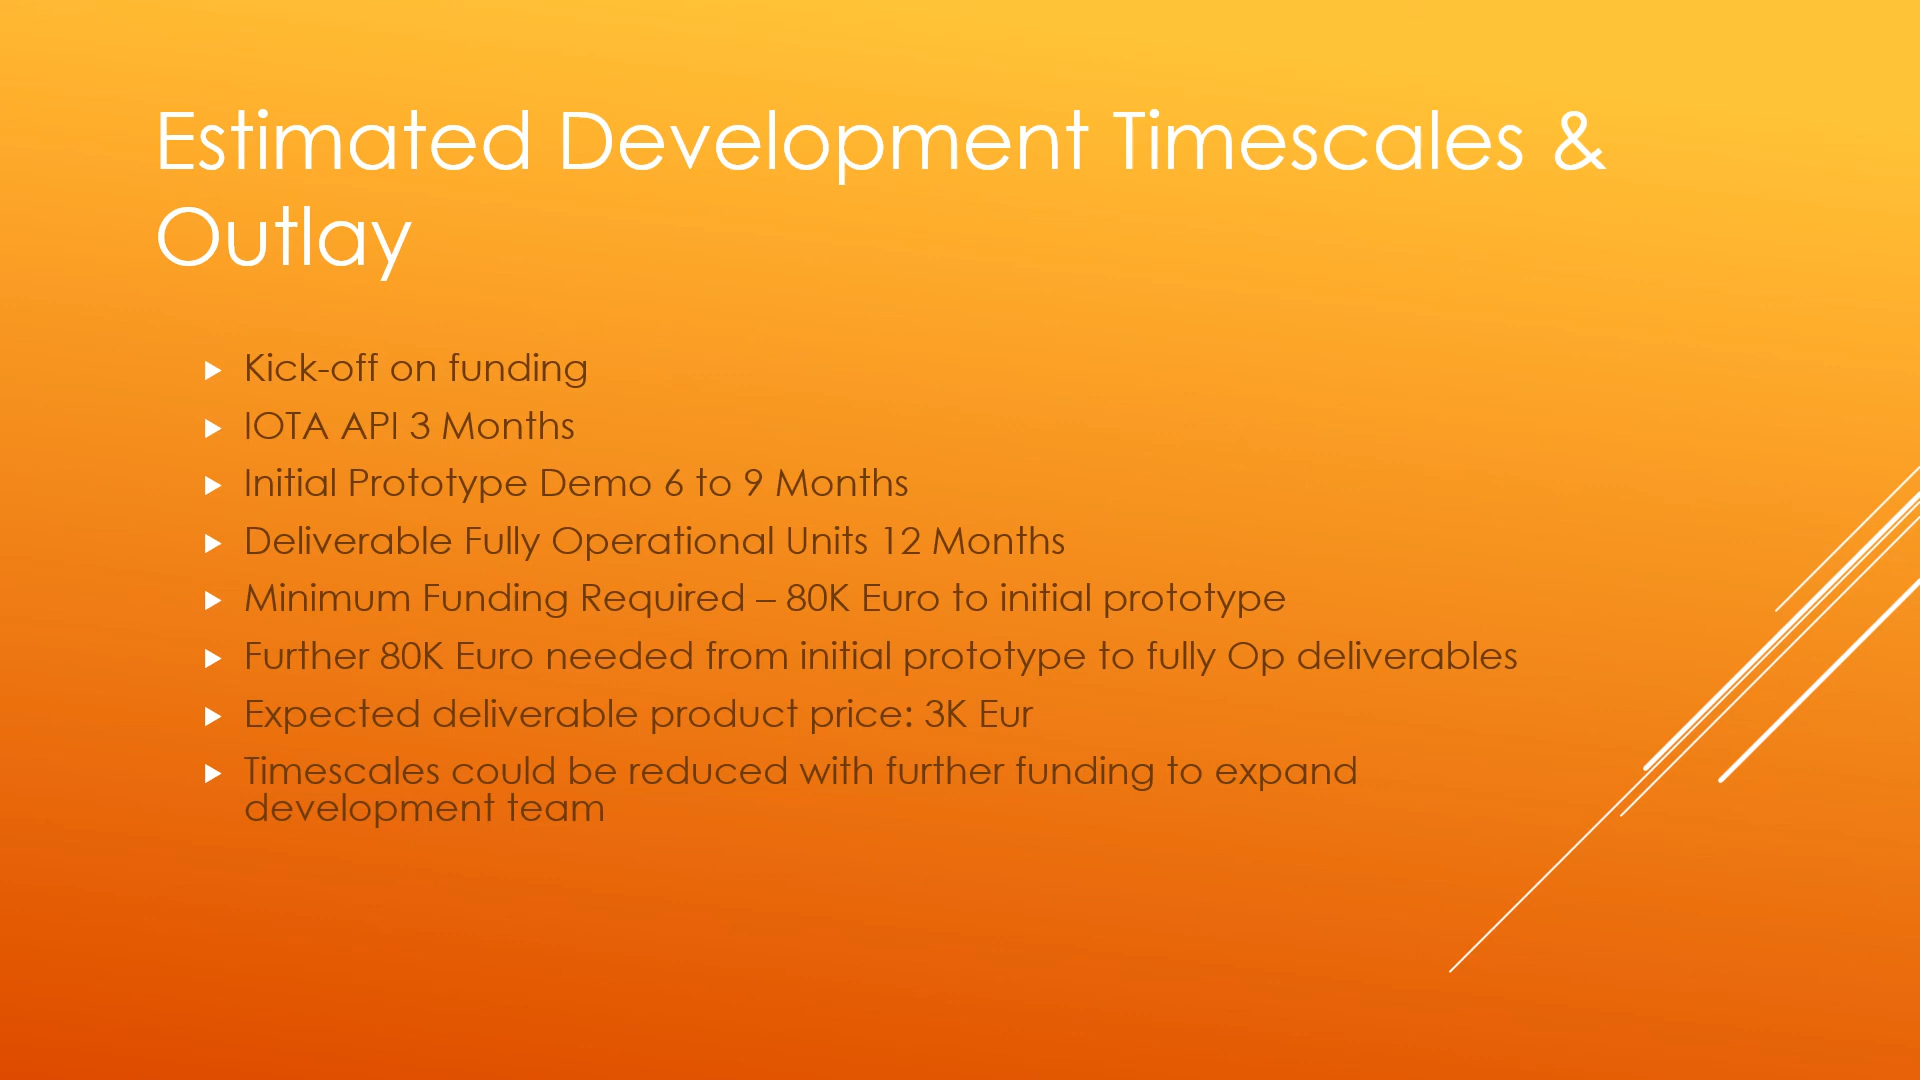 Estimated Development Timescales &
Outlay
Kick-off on funding
IOTA API 3 Months
Initial Prototype Demo 6 to 9 Months
Deliverable Fully Operational Units 12 Months
Minimum Funding Required – 80K Euro to initial prototype
Further 80K Euro needed from initial prototype to fully Op deliverables
Expected deliverable product price: 3K Eur
Timescales could be reduced with further funding to expand
development team